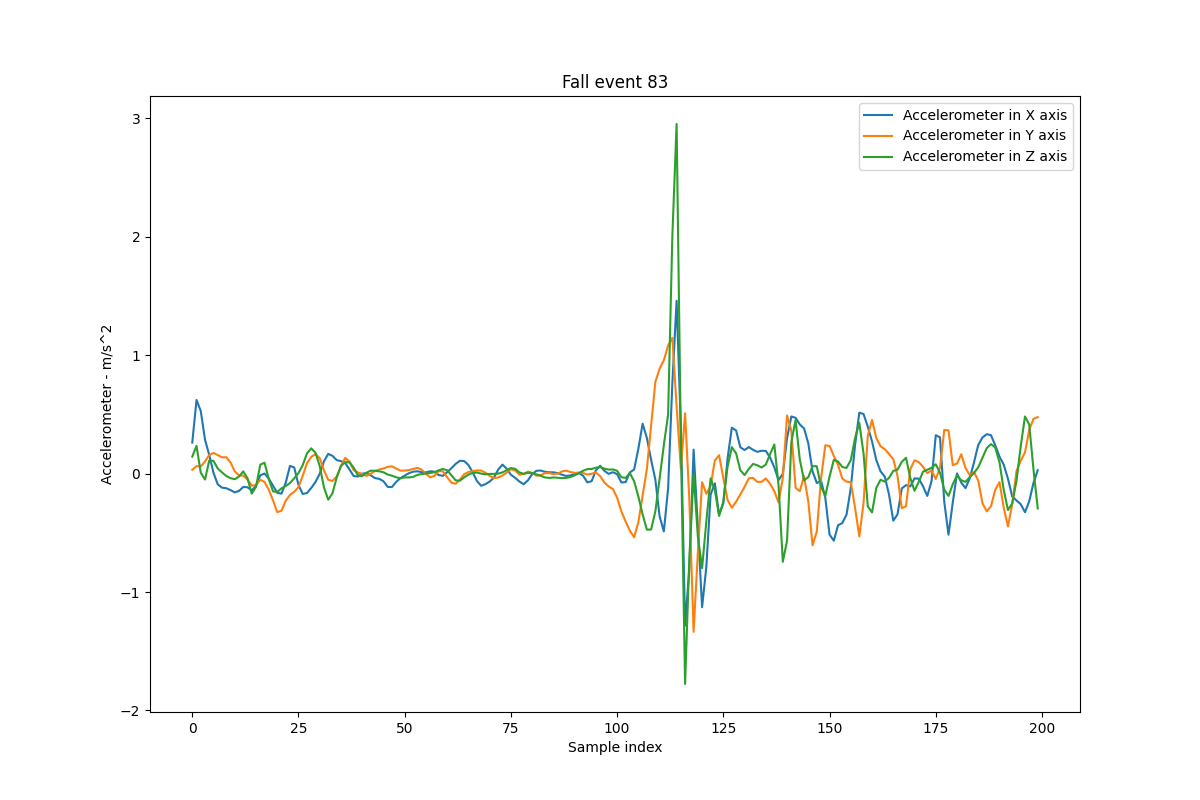 Fall event 83
Accelerometer in X axis
Accelerometer in Y axis
Accelerometer in Z axis
3
2
1
0
−1
−2
Accelerometer - m/s^2
0 25 50 75 100 125 150 175 200
Sample index